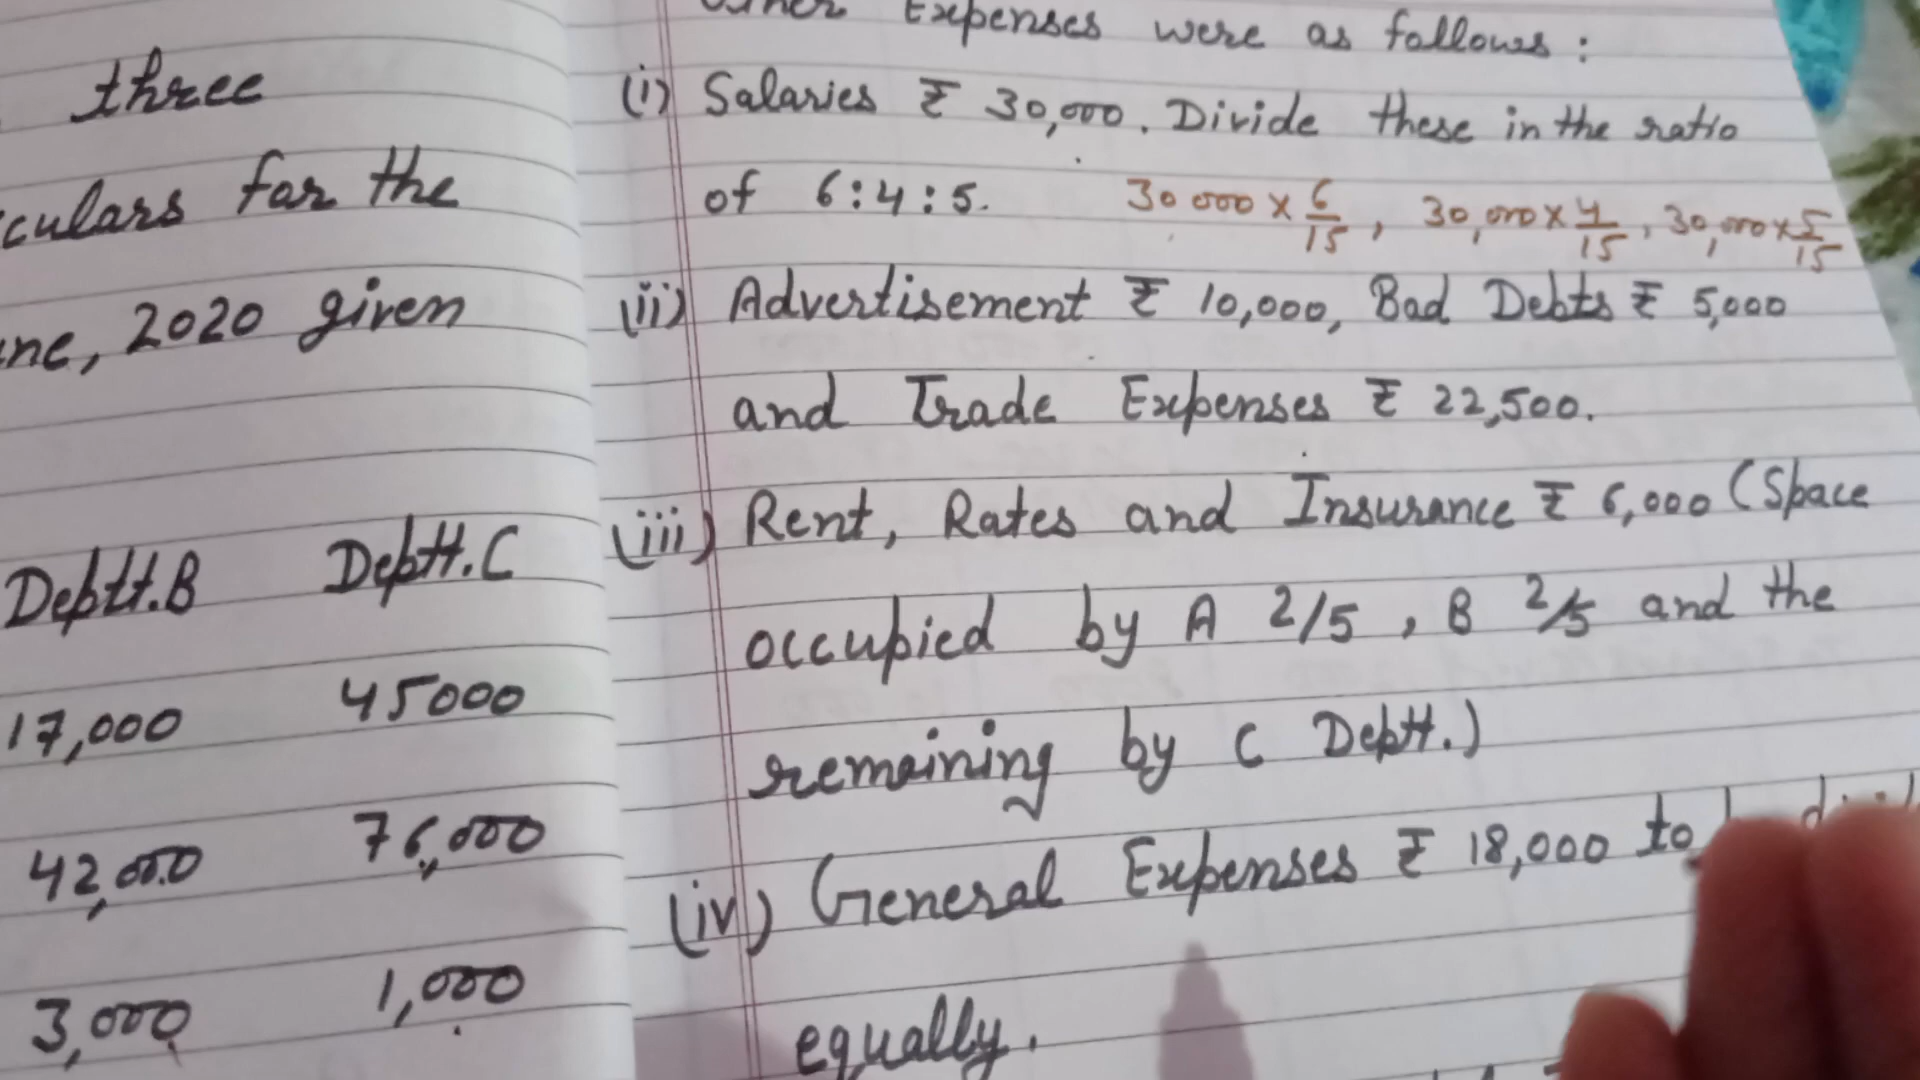 three
culars for the
ne, 2020 given
Deptt.B Deptt.C
17,000 45000
42,000 76,000
3,000 1,000
Other Expenses were as follows :
(i) Salaries ₹ 30,000. Divide these in the ratio
of 6:4:5. 30000 x 6/15, 30,000 x 4/15, 30,000 x 5/15
(ii) Advertisement ₹ 10,000, Bad Debts ₹ 5,000
and Trade Expenses ₹ 22,500.
(iii) Rent, Rates and Insurance ₹ 6,000 (Space
occupied by A 2/5, B 2/5 and the
remaining by C Deptt.)
(iv) General Expenses ₹ 18,000 to
equally.